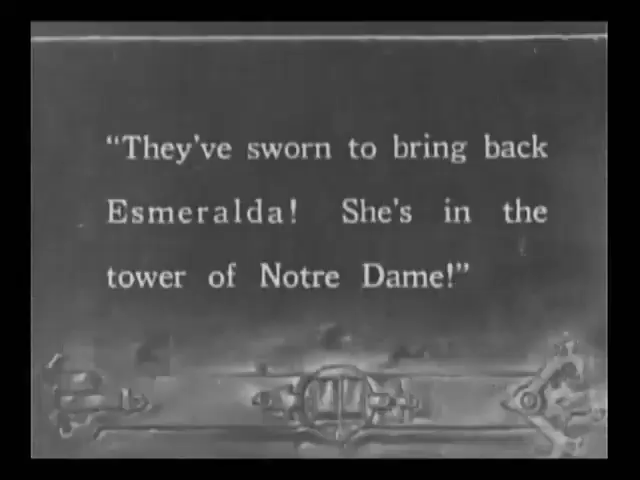 “They've sworn to bring back
Esmeralda! She's in the
tower of Notre Dame!”